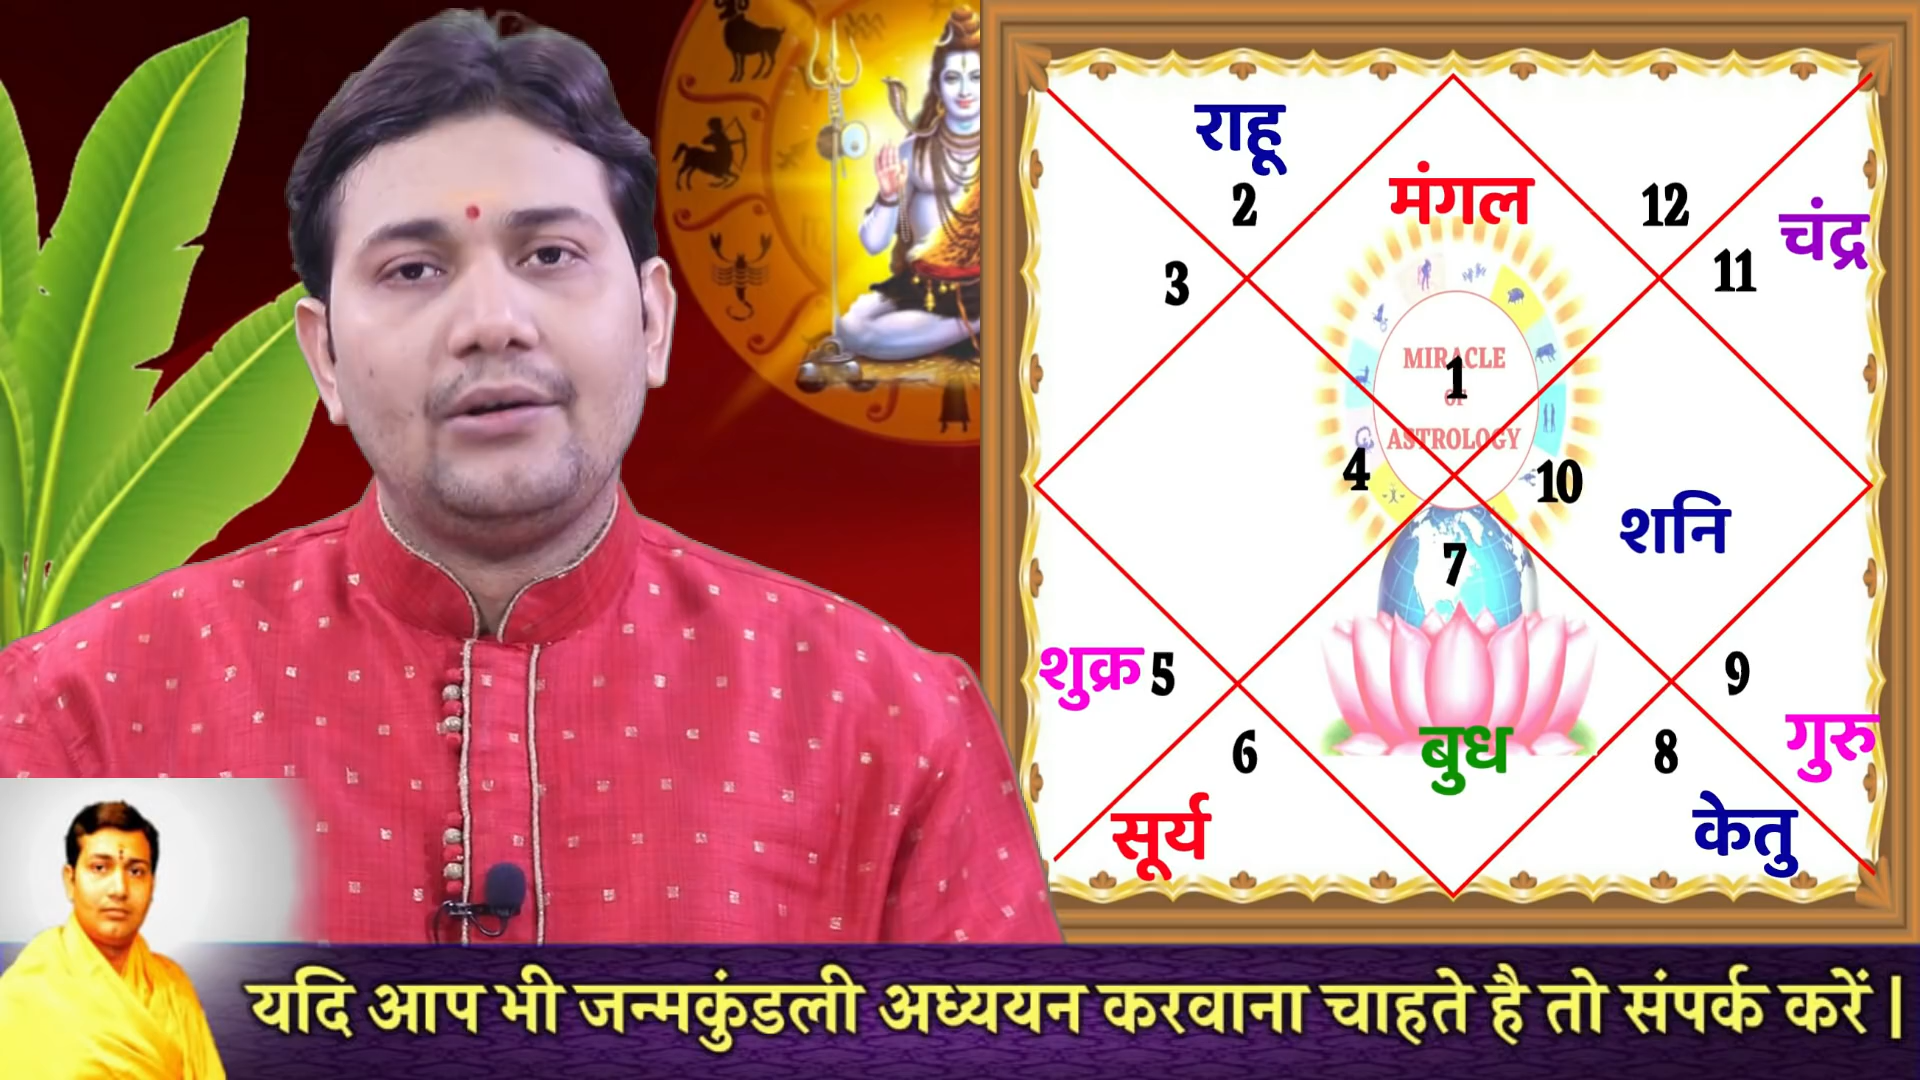 राहू
2
मंगल
12
चंद्र
3
11
MIRACLE
1
OF
ASTROLOGY
4
10
शनि
7
शुक्र 5
9
6
बुध
8
गुरु
सूर्य
केतु
यदि आप भी जन्मकुंडली अध्ययन करवाना चाहते है तो संपर्क करें |